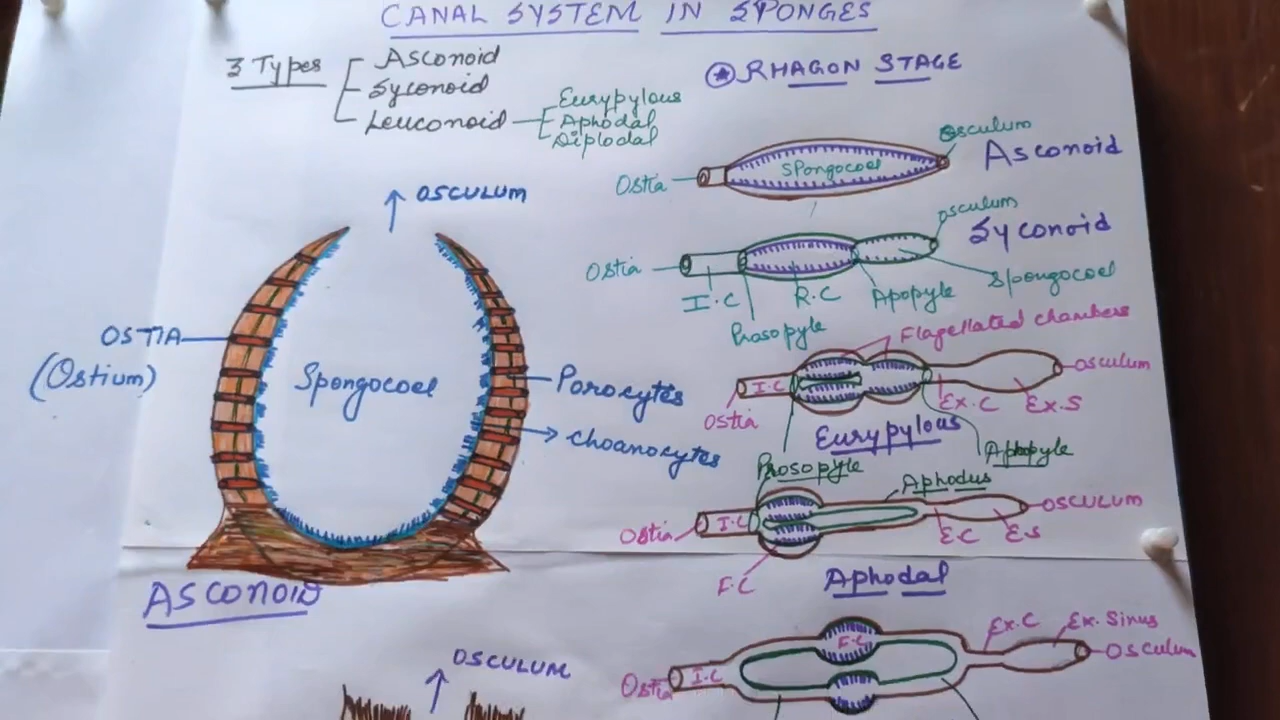 CANAL SYSTEM IN SPONGES
3 Types
Asconoid
Syconoid
Leuconoid
Eurypylous
Aphodal
Diplodal
RHAGON STAGE
Osculum
Asconoid
Spongocoel
Ostia
OSCULUM
osculum
Syconoid
Ostia
Spongocoel
I.C
R.C
Apopyle
Prosopyle
Flagellated chambers
OSTIA
(Ostium)
Spongocoel
Porocytes
choanocytes
I.C
Osculum
Ostia
Ex.C
Ex.S
Eurypylous
Apopyle
Prosopyle
Aphodus
Ostia
I.C
OSCULUM
E.C
E.S
F.C
Aphodal
ASCONOID
OSCULUM
Ex.C
Ex.Sinus
F.C
Ostia
I.C
OSCULUM